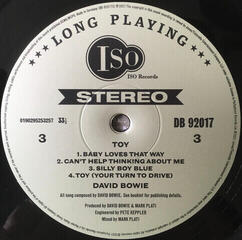 LONG PLAYING
ISO
ISO Records
STEREO
0190295253257 33⅓
DB 92017
3
3
TOY
1. BABY LOVES THAT WAY
2. CAN'T HELP THINKING ABOUT ME
3. SILLY BOY BLUE
4. TOY (YOUR TURN TO DRIVE)
DAVID BOWIE
All song composed by DAVID BOWIE. See booklet for publishing details.
Produced by DAVID BOWIE & MARK PLATI
Engineered by PETE KEPPLER
Mixed by MARK PLATI